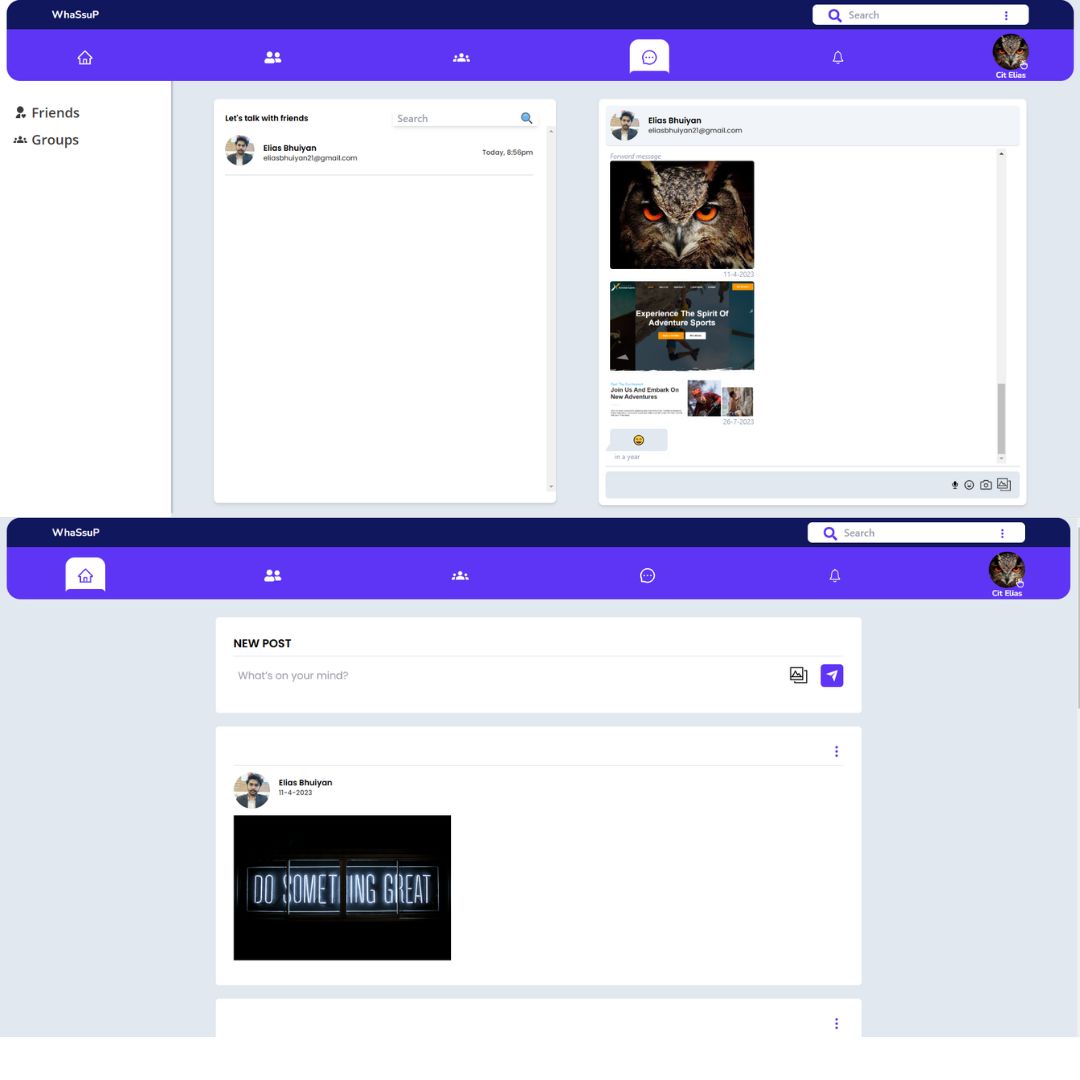 WhaSsuP
Search
Cit Elias
Friends
Groups
Let's talk with friends
Search
Elias Bhuiyan
eliasbhuiyan21@gmail.com
Today, 8:56pm
Elias Bhuiyan
eliasbhuiyan21@gmail.com
Forward message
11-4-2023
Experience The Spirit Of
Adventure Sports
Join Us And Embark On
New Adventures
26-7-2023
in a year
WhaSsuP
Search
Cit Elias
NEW POST
What's on your mind?
Elias Bhuiyan
11-4-2023
DO SOMETHING GREAT